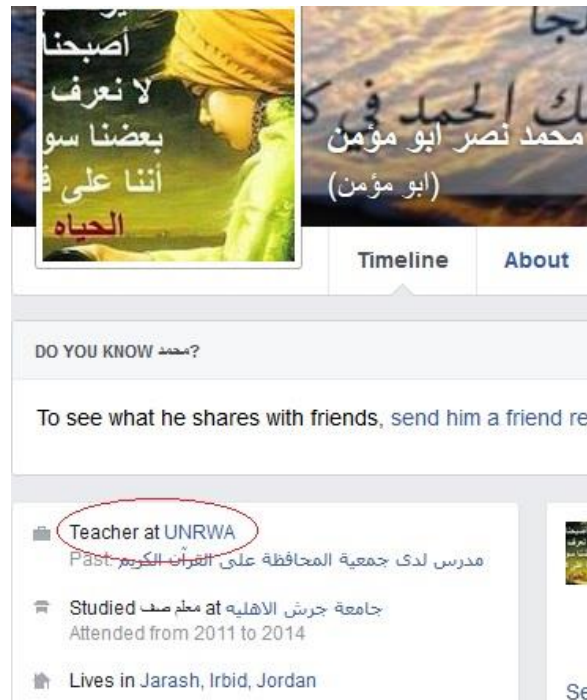 أصبحنا
لا نعرف
بعضنا سو
أننا على ق
الحياه
لك الحمد في ك
محمد نصر ابو مؤمن
(ابو مؤمن)
Timeline
About
DO YOU KNOW محمد?
To see what he shares with friends, send him a friend re
Teacher at UNRWA
Past: مدرس لدى جمعية المحافظة على القرآن الكريم
Studied معلم صف at جامعة جرش الاهليه
Attended from 2011 to 2014
Lives in Jarash, Irbid, Jordan
Se